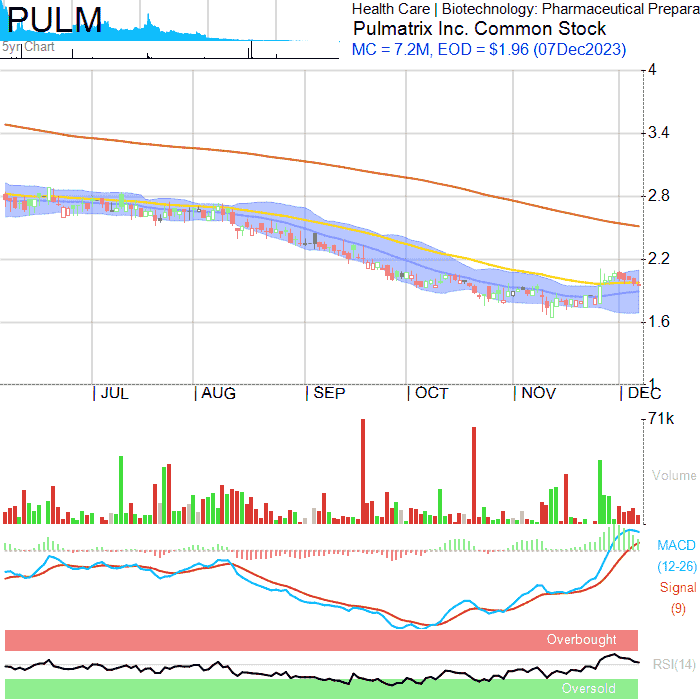 PULM
5yr Chart
Health Care | Biotechnology: Pharmaceutical Prepara
Pulmatrix Inc. Common Stock
MC = 7.2M, EOD = $1.96 (07Dec2023)
4
3.4
2.8
2.2
1.6
1
JUL
AUG
SEP
OCT
NOV
DEC
71k
Volume
MACD
(12-26)
Signal
(9)
Overbought
RSI(14)
Oversold